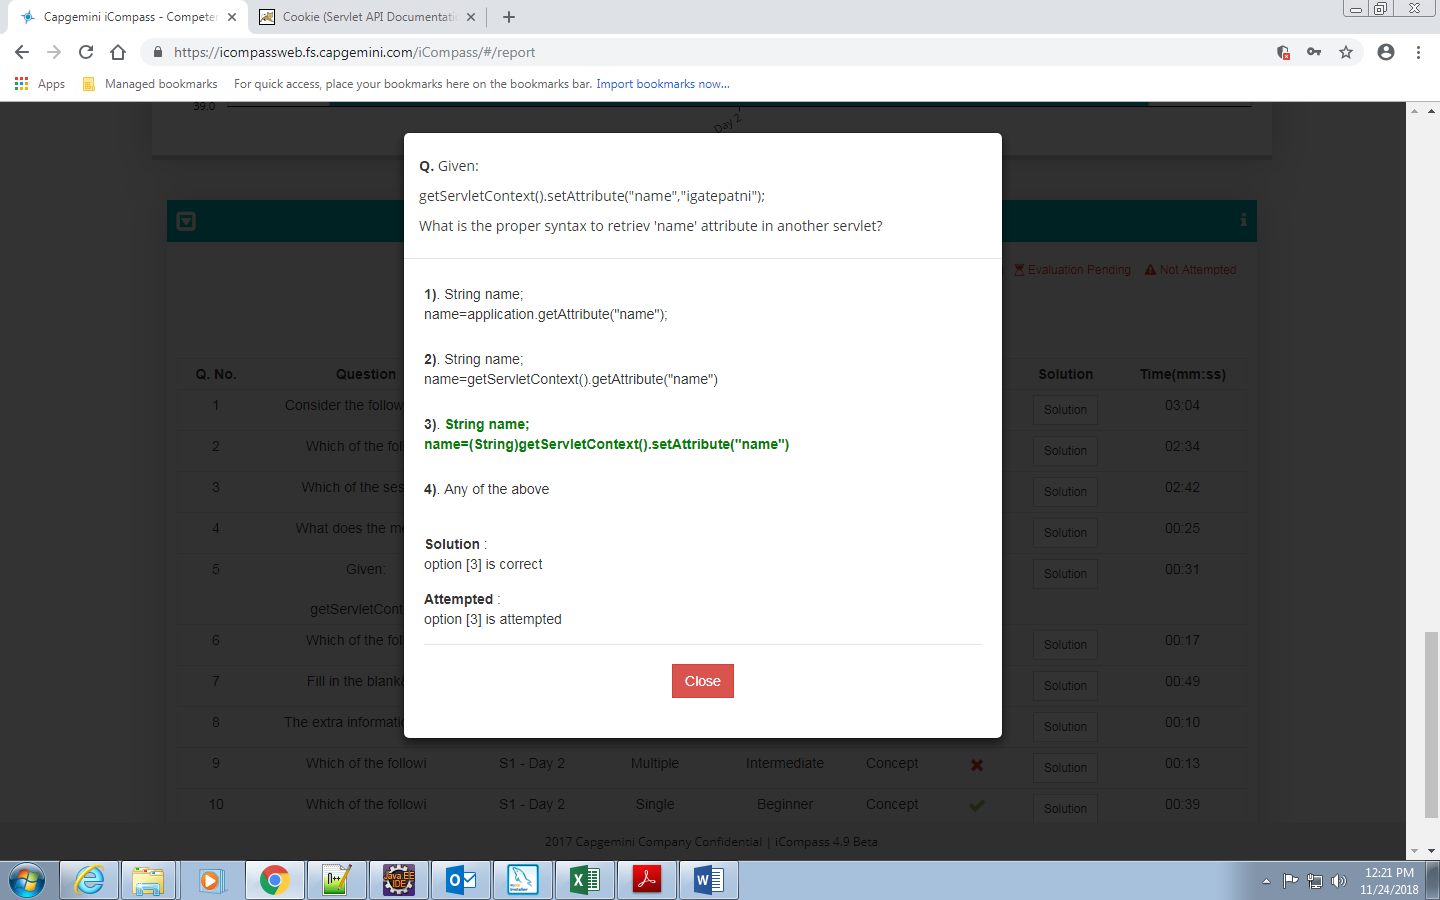 Capgemini iCompass - Competen
Cookie (Servlet API Documentati
https://icompassweb.fs.capgemini.com/iCompass/#/report
Apps
Managed bookmarks
For quick access, place your bookmarks here on the bookmarks bar. Import bookmarks now...
39.0
Day 2
Q. Given:
getServletContext().setAttribute("name","igatepatni");
What is the proper syntax to retriev 'name' attribute in another servlet?
Evaluation Pending
Not Attempted
1). String name;
name=application.getAttribute("name");
2). String name;
name=getServletContext().getAttribute("name")
3). String name;
name=(String)getServletContext().setAttribute("name")
4). Any of the above
Solution :
option [3] is correct
Attempted :
option [3] is attempted
Close
Q. No. Question Solution Time(mm:ss)
1 Consider the follow Solution 03:04
2 Which of the fol Solution 02:34
3 Which of the ses Solution 02:42
4 What does the m Solution 00:25
5 Given: Solution 00:31
getServletCont
6 Which of the fol Solution 00:17
7 Fill in the blank Solution 00:49
8 The extra informati Solution 00:10
9 Which of the followi S1 - Day 2 Multiple Intermediate Concept Solution 00:13
10 Which of the followi S1 - Day 2 Single Beginner Concept Solution 00:39
2017 Capgemini Company Confidential | iCompass 4.9 Beta
Java EE
IDE
12:21 PM
11/24/2018